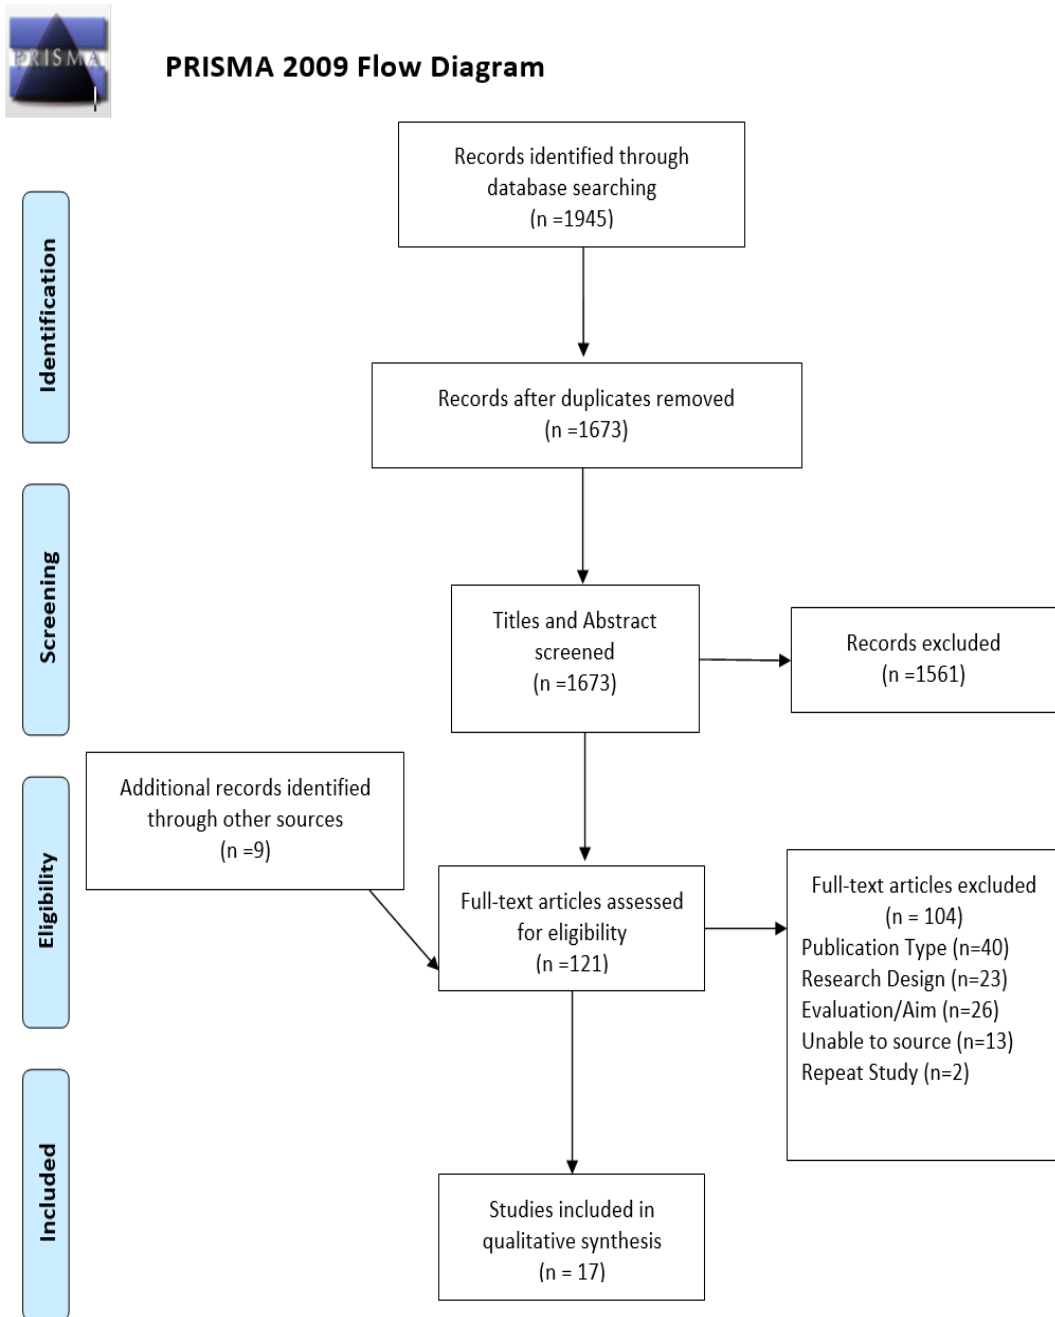 PRISMA
PRISMA 2009 Flow Diagram
Identification
Records identified through
database searching
(n =1945)
Records after duplicates removed
(n =1673)
Screening
Titles and Abstract
screened
(n =1673)
Records excluded
(n =1561)
Additional records identified
through other sources
(n =9)
Eligibility
Full-text articles assessed
for eligibility
(n =121)
Full-text articles excluded
(n = 104)
Publication Type (n=40)
Research Design (n=23)
Evaluation/Aim (n=26)
Unable to source (n=13)
Repeat Study (n=2)
Included
Studies included in
qualitative synthesis
(n = 17)